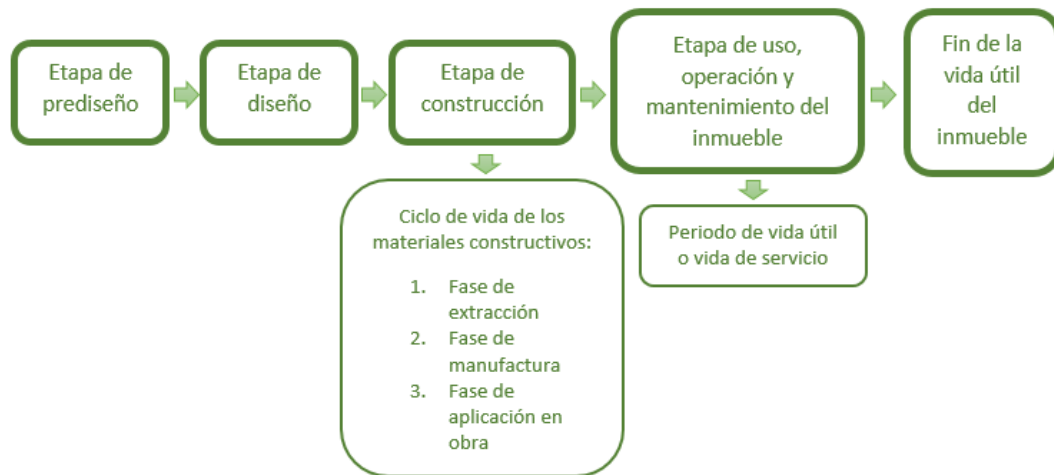 Etapa de
prediseño
Etapa de
diseño
Etapa de
construcción
Etapa de uso,
operación y
mantenimiento del
inmueble
Fin de la
vida útil
del
inmueble
Ciclo de vida de los
materiales constructivos:
1. Fase de
extracción
2. Fase de
manufactura
3. Fase de
aplicación en
obra
Periodo de vida útil
o vida de servicio